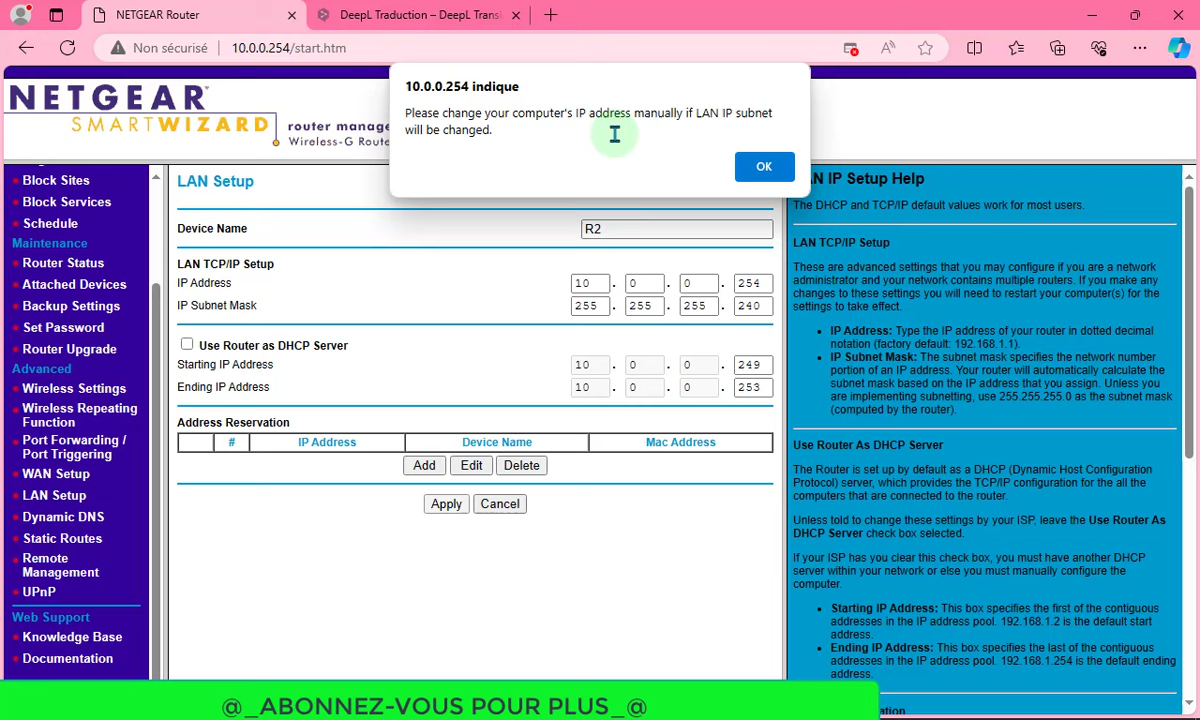 NETGEAR Router
DeepL Traduction – DeepL Transl
Non sécurisé
10.0.0.254/start.htm
10.0.0.254 indique
Please change your computer's IP address manually if LAN IP subnet
will be changed.
OK
NETGEAR
SMARTWIZARD
router manage
Wireless-G Route
Block Sites
Block Services
Schedule
Maintenance
Router Status
Attached Devices
Backup Settings
Set Password
Router Upgrade
Advanced
Wireless Settings
Wireless Repeating
Function
Port Forwarding /
Port Triggering
WAN Setup
LAN Setup
Dynamic DNS
Static Routes
Remote
Management
UPnP
Web Support
Knowledge Base
Documentation
LAN Setup
Device Name R2
LAN TCP/IP Setup
IP Address 10 . 0 . 0 . 254
IP Subnet Mask 255 . 255 . 255 . 240
Use Router as DHCP Server
Starting IP Address 10 . 0 . 0 . 249
Ending IP Address 10 . 0 . 0 . 253
Address Reservation
# IP Address Device Name Mac Address
Add Edit Delete
Apply Cancel
AN IP Setup Help
The DHCP and TCP/IP default values work for most users.
LAN TCP/IP Setup
These are advanced settings that you may configure if you are a network
administrator and your network contains multiple routers. If you make any
changes to these settings you will need to restart your computer(s) for the
settings to take effect.
IP Address: Type the IP address of your router in dotted decimal
notation (factory default: 192.168.1.1).
IP Subnet Mask: The subnet mask specifies the network number
portion of an IP address. Your router will automatically calculate the
subnet mask based on the IP address that you assign. Unless you
are implementing subnetting, use 255.255.255.0 as the subnet mask
(computed by the router).
Use Router As DHCP Server
The Router is set up by default as a DHCP (Dynamic Host Configuration
Protocol) server, which provides the TCP/IP configuration for the all the
computers that are connected to the router.
Unless told to change these settings by your ISP, leave the Use Router As
DHCP Server check box selected.
If your ISP has you clear this check box, you must have another DHCP
server within your network or else you must manually configure the
computer.
Starting IP Address: This box specifies the first of the contiguous
addresses in the IP address pool. 192.168.1.2 is the default start
address.
Ending IP Address: This box specifies the last of the contiguous
addresses in the IP address pool. 192.168.1.254 is the default ending
address.
@_ABONNEZ-VOUS POUR PLUS_@